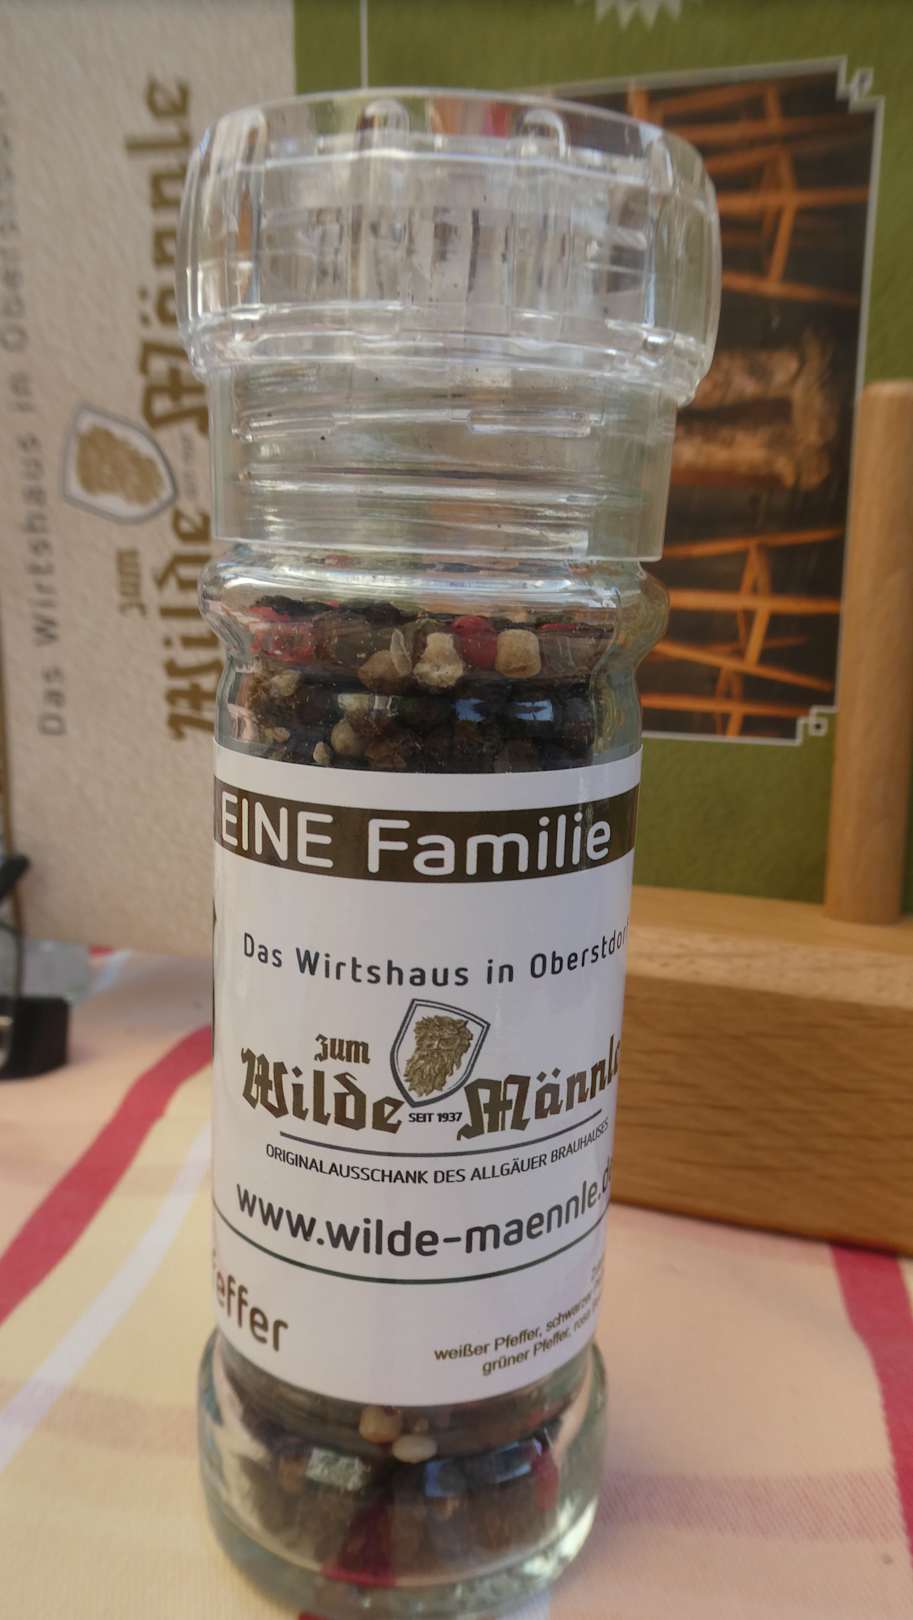 EINE Familie
Das Wirtshaus in Oberstdorf
zum
Wilde Männle
SEIT 1937
ORIGINALAUSSCHANK DES ALLGÄUER BRAUHAUSES
www.wilde-maennle.de
feffer
weißer Pfeffer, schwarzer
grüner Pfeffer, rosa
Das Wirtshaus in Oberstdorf
zum
Wilde Männle